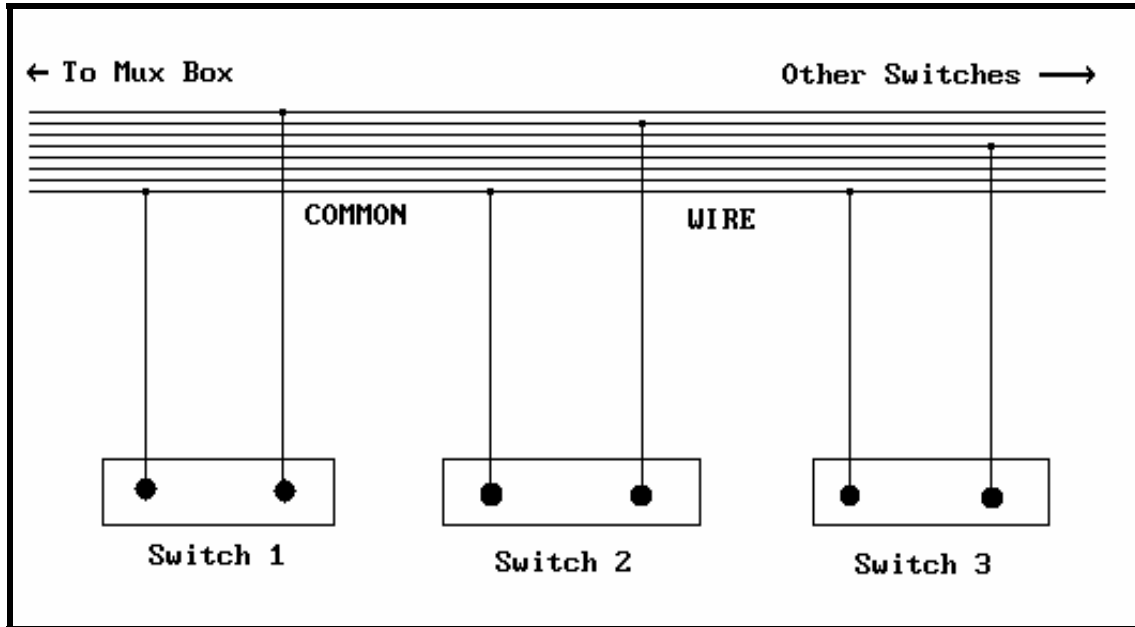 ← To Mux Box
Other Switches →
COMMON
WIRE
Switch 1
Switch 2
Switch 3